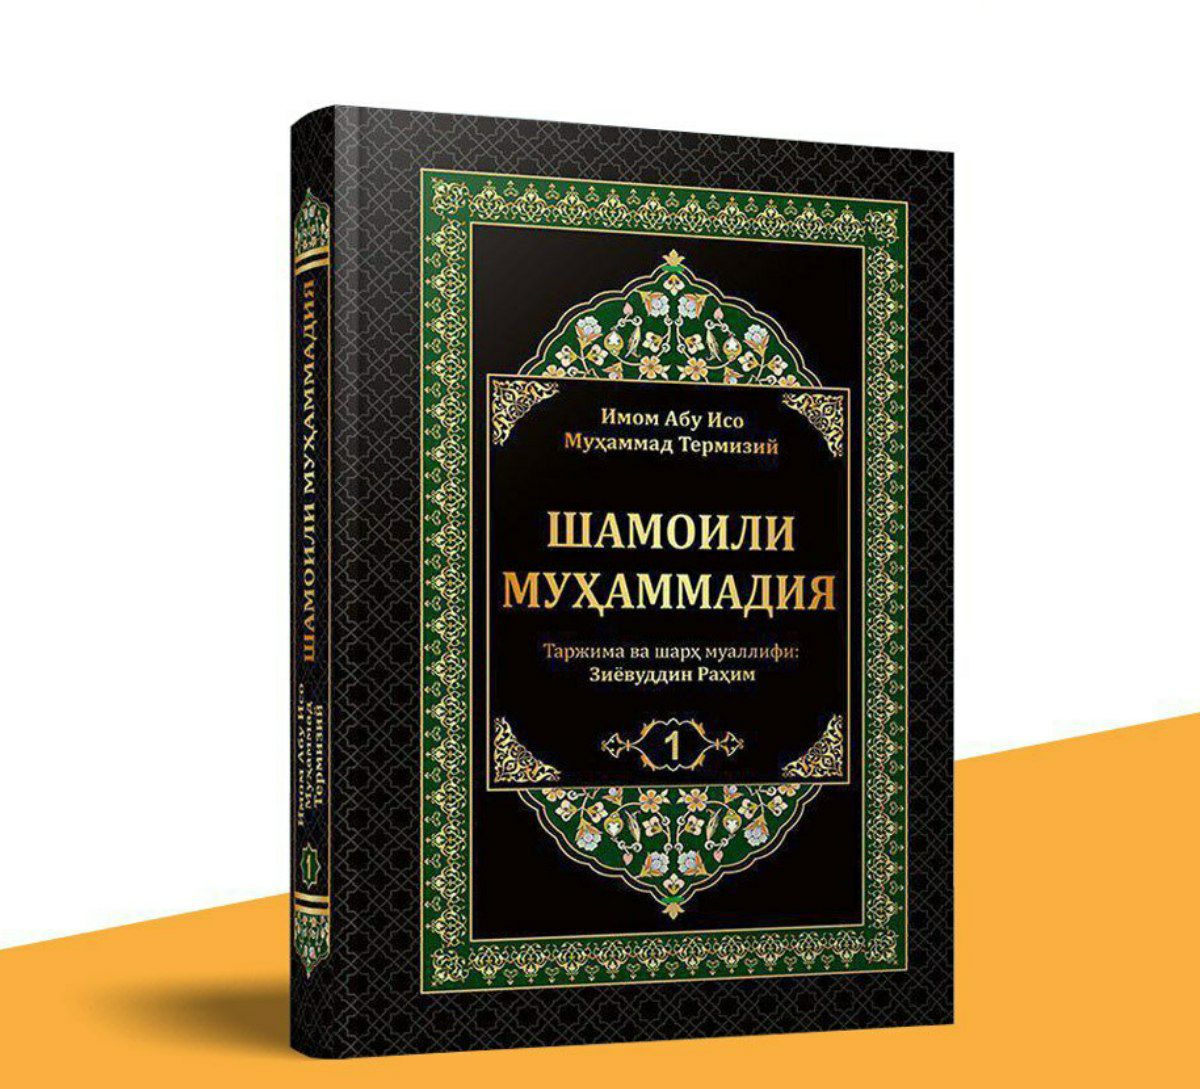 Имом Абу Исо
Муҳаммад Термизий
ШАМОИЛИ
МУҲАММАДИЯ
Таржима ва шарҳ муаллифи:
Зиёвуддин Раҳим
1
ШАМОИЛИ МУҲАММАДИЯ
Имом Абу Исо
Муҳаммад
Термизий
1